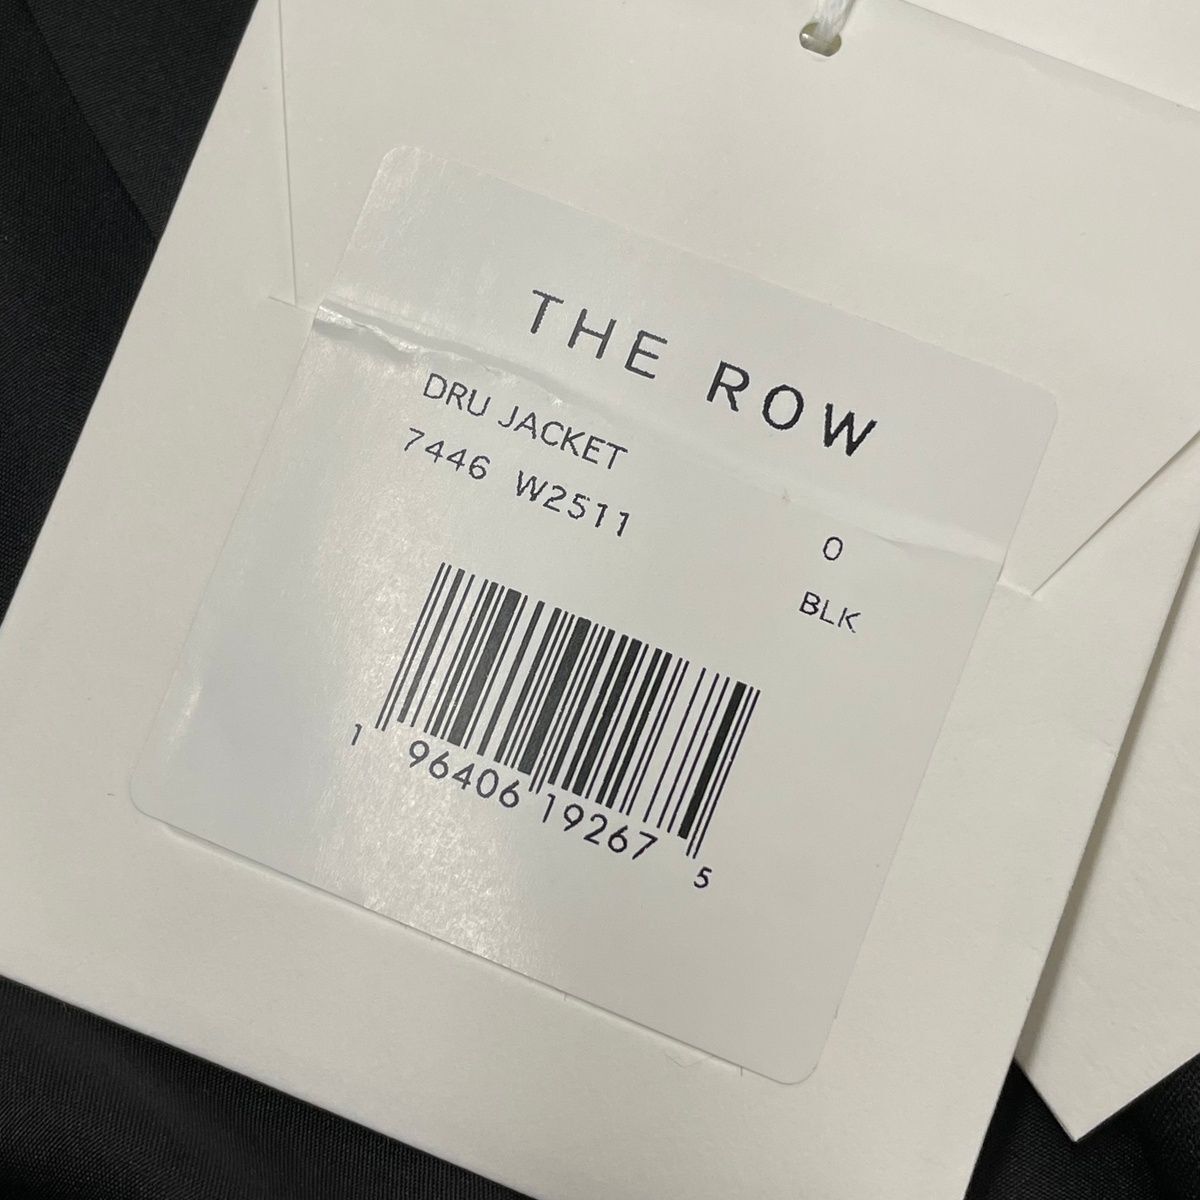 THE ROW
DRU JACKET
7446 W2511
0
BLK
1 96406 19267 5